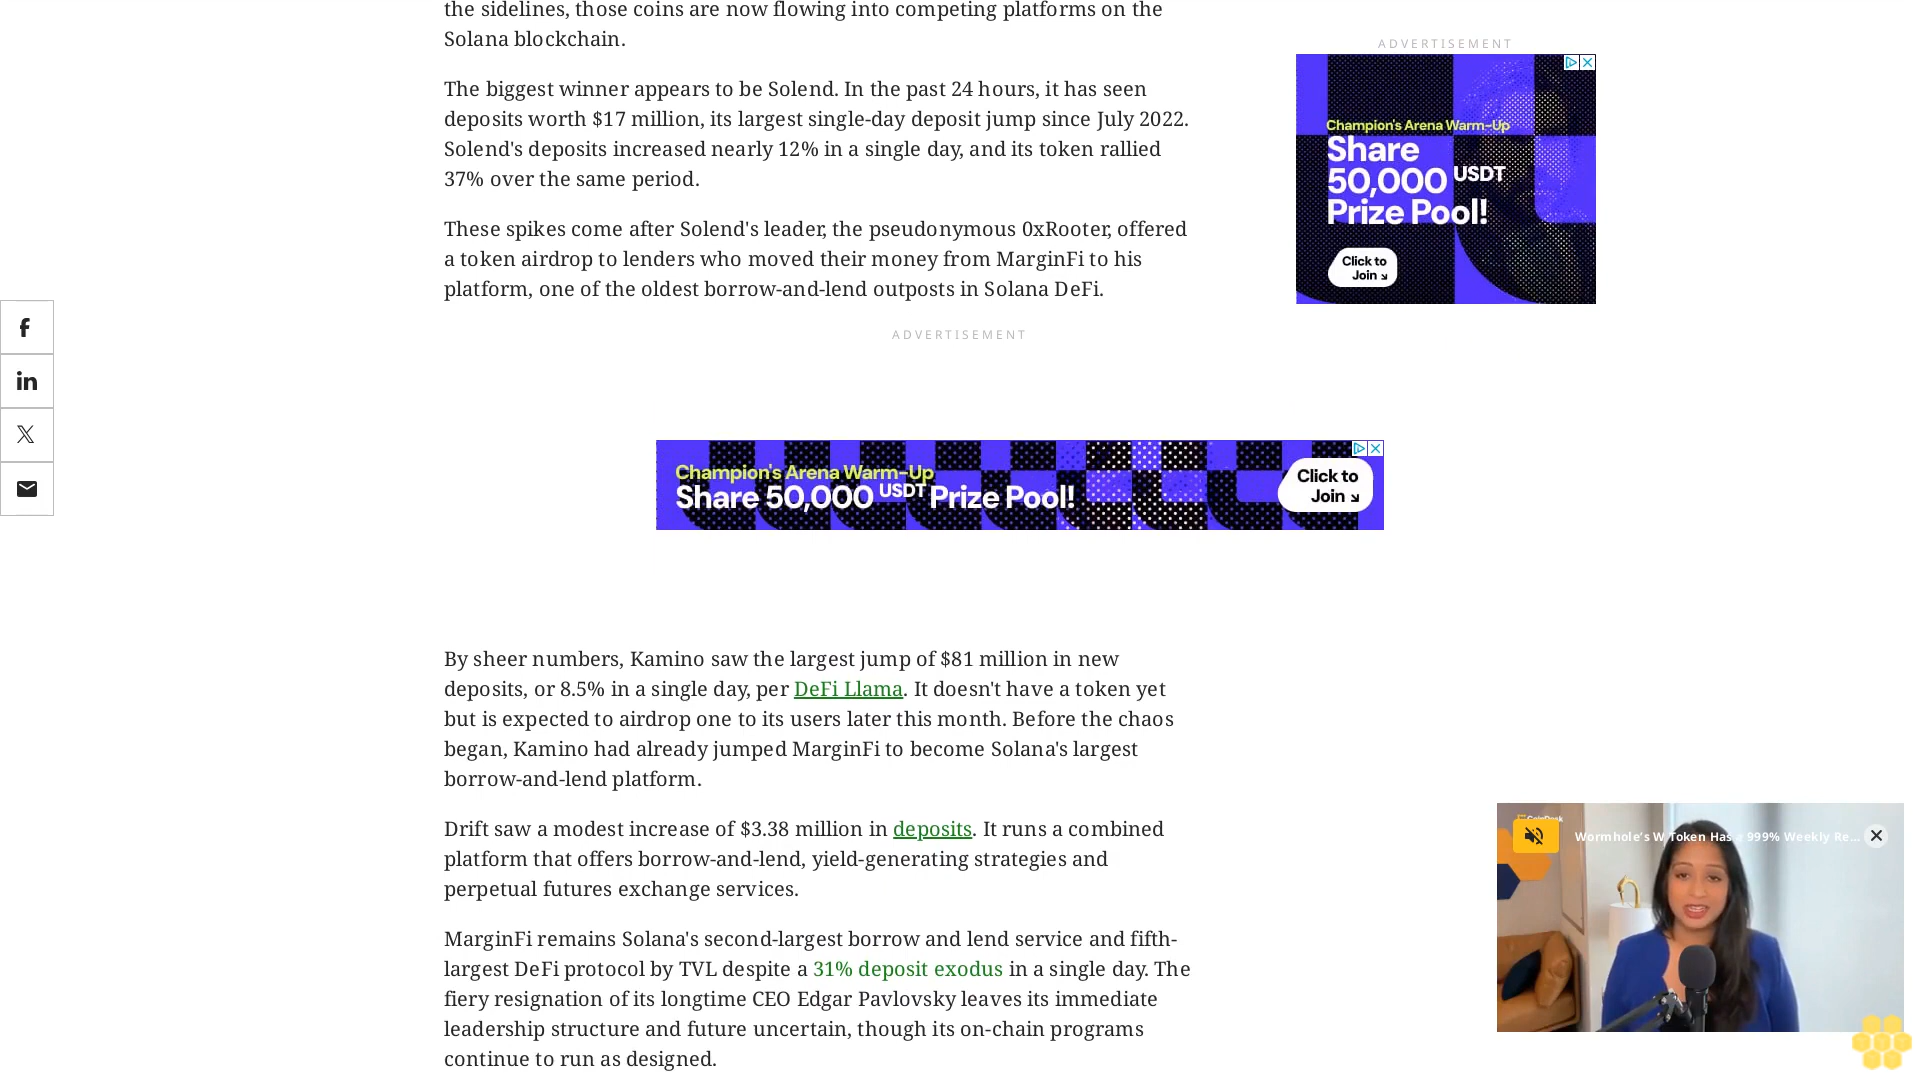 the sidelines, those coins are now flowing into competing platforms on the
Solana blockchain.
The biggest winner appears to be Solend. In the past 24 hours, it has seen
deposits worth $17 million, its largest single-day deposit jump since July 2022.
Solend's deposits increased nearly 12% in a single day, and its token rallied
37% over the same period.
These spikes come after Solend's leader, the pseudonymous 0xRooter, offered
a token airdrop to lenders who moved their money from MarginFi to his
platform, one of the oldest borrow-and-lend outposts in Solana DeFi.
ADVERTISEMENT
Champion's Arena Warm-Up
Share
50,000 USDT
Prize Pool!
Click to
Join
ADVERTISEMENT
Champion's Arena Warm-Up
Share 50,000 USDT Prize Pool!
Click to
Join
By sheer numbers, Kamino saw the largest jump of $81 million in new
deposits, or 8.5% in a single day, per DeFi Llama. It doesn't have a token yet
but is expected to airdrop one to its users later this month. Before the chaos
began, Kamino had already jumped MarginFi to become Solana's largest
borrow-and-lend platform.
Drift saw a modest increase of $3.38 million in deposits. It runs a combined
platform that offers borrow-and-lend, yield-generating strategies and
perpetual futures exchange services.
MarginFi remains Solana's second-largest borrow and lend service and fifth-
largest DeFi protocol by TVL despite a 31% deposit exodus in a single day. The
fiery resignation of its longtime CEO Edgar Pavlovsky leaves its immediate
leadership structure and future uncertain, though its on-chain programs
continue to run as designed.
CoinDesk
Wormhole's W Token Has a 999% Weekly Re...